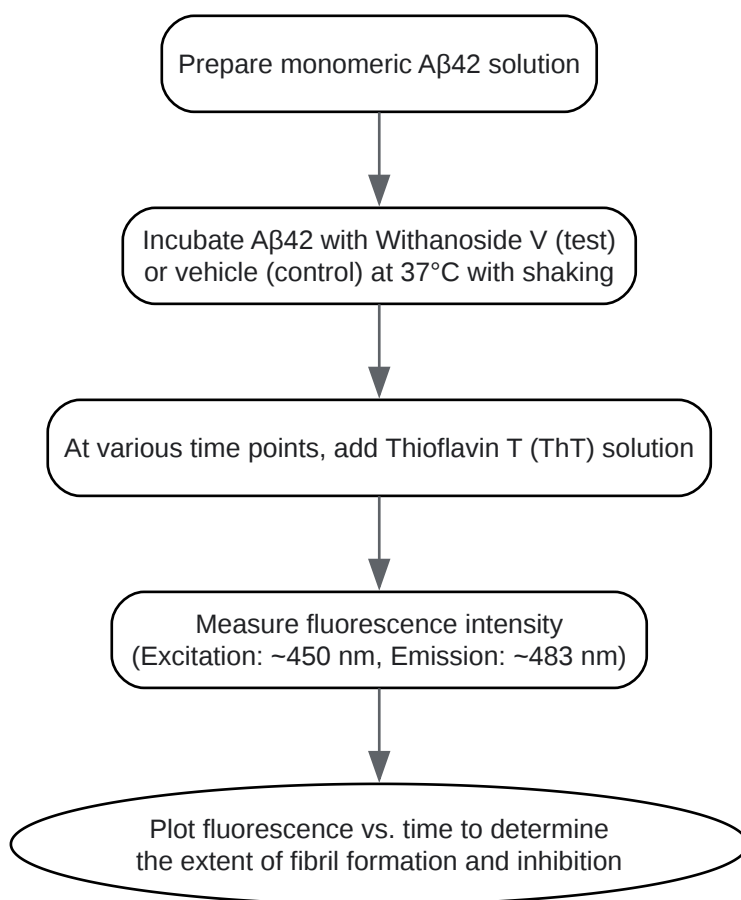 Prepare monomeric Aβ42 solution
Incubate Aβ42 with Withanoside V (test)
or vehicle (control) at 37°C with shaking
At various time points, add Thioflavin T (ThT) solution
Measure fluorescence intensity
(Excitation: ~450 nm, Emission: ~483 nm)
Plot fluorescence vs. time to determine
the extent of fibril formation and inhibition